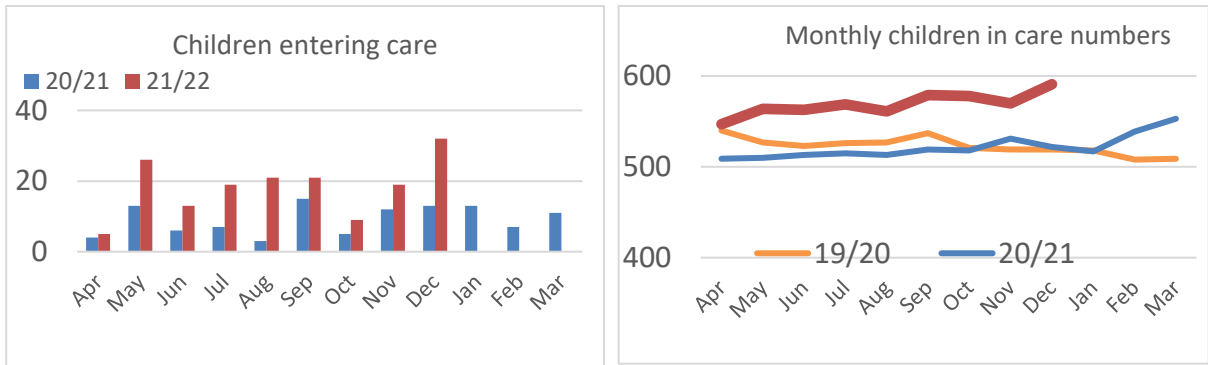 Children entering care
20/21 21/22
40
20
0
Apr May Jun Jul Aug Sep Oct Nov Dec Jan Feb Mar
Monthly children in care numbers
600
500
400
19/20 20/21
Apr May Jun Jul Aug Sep Oct Nov Dec Jan Feb Mar